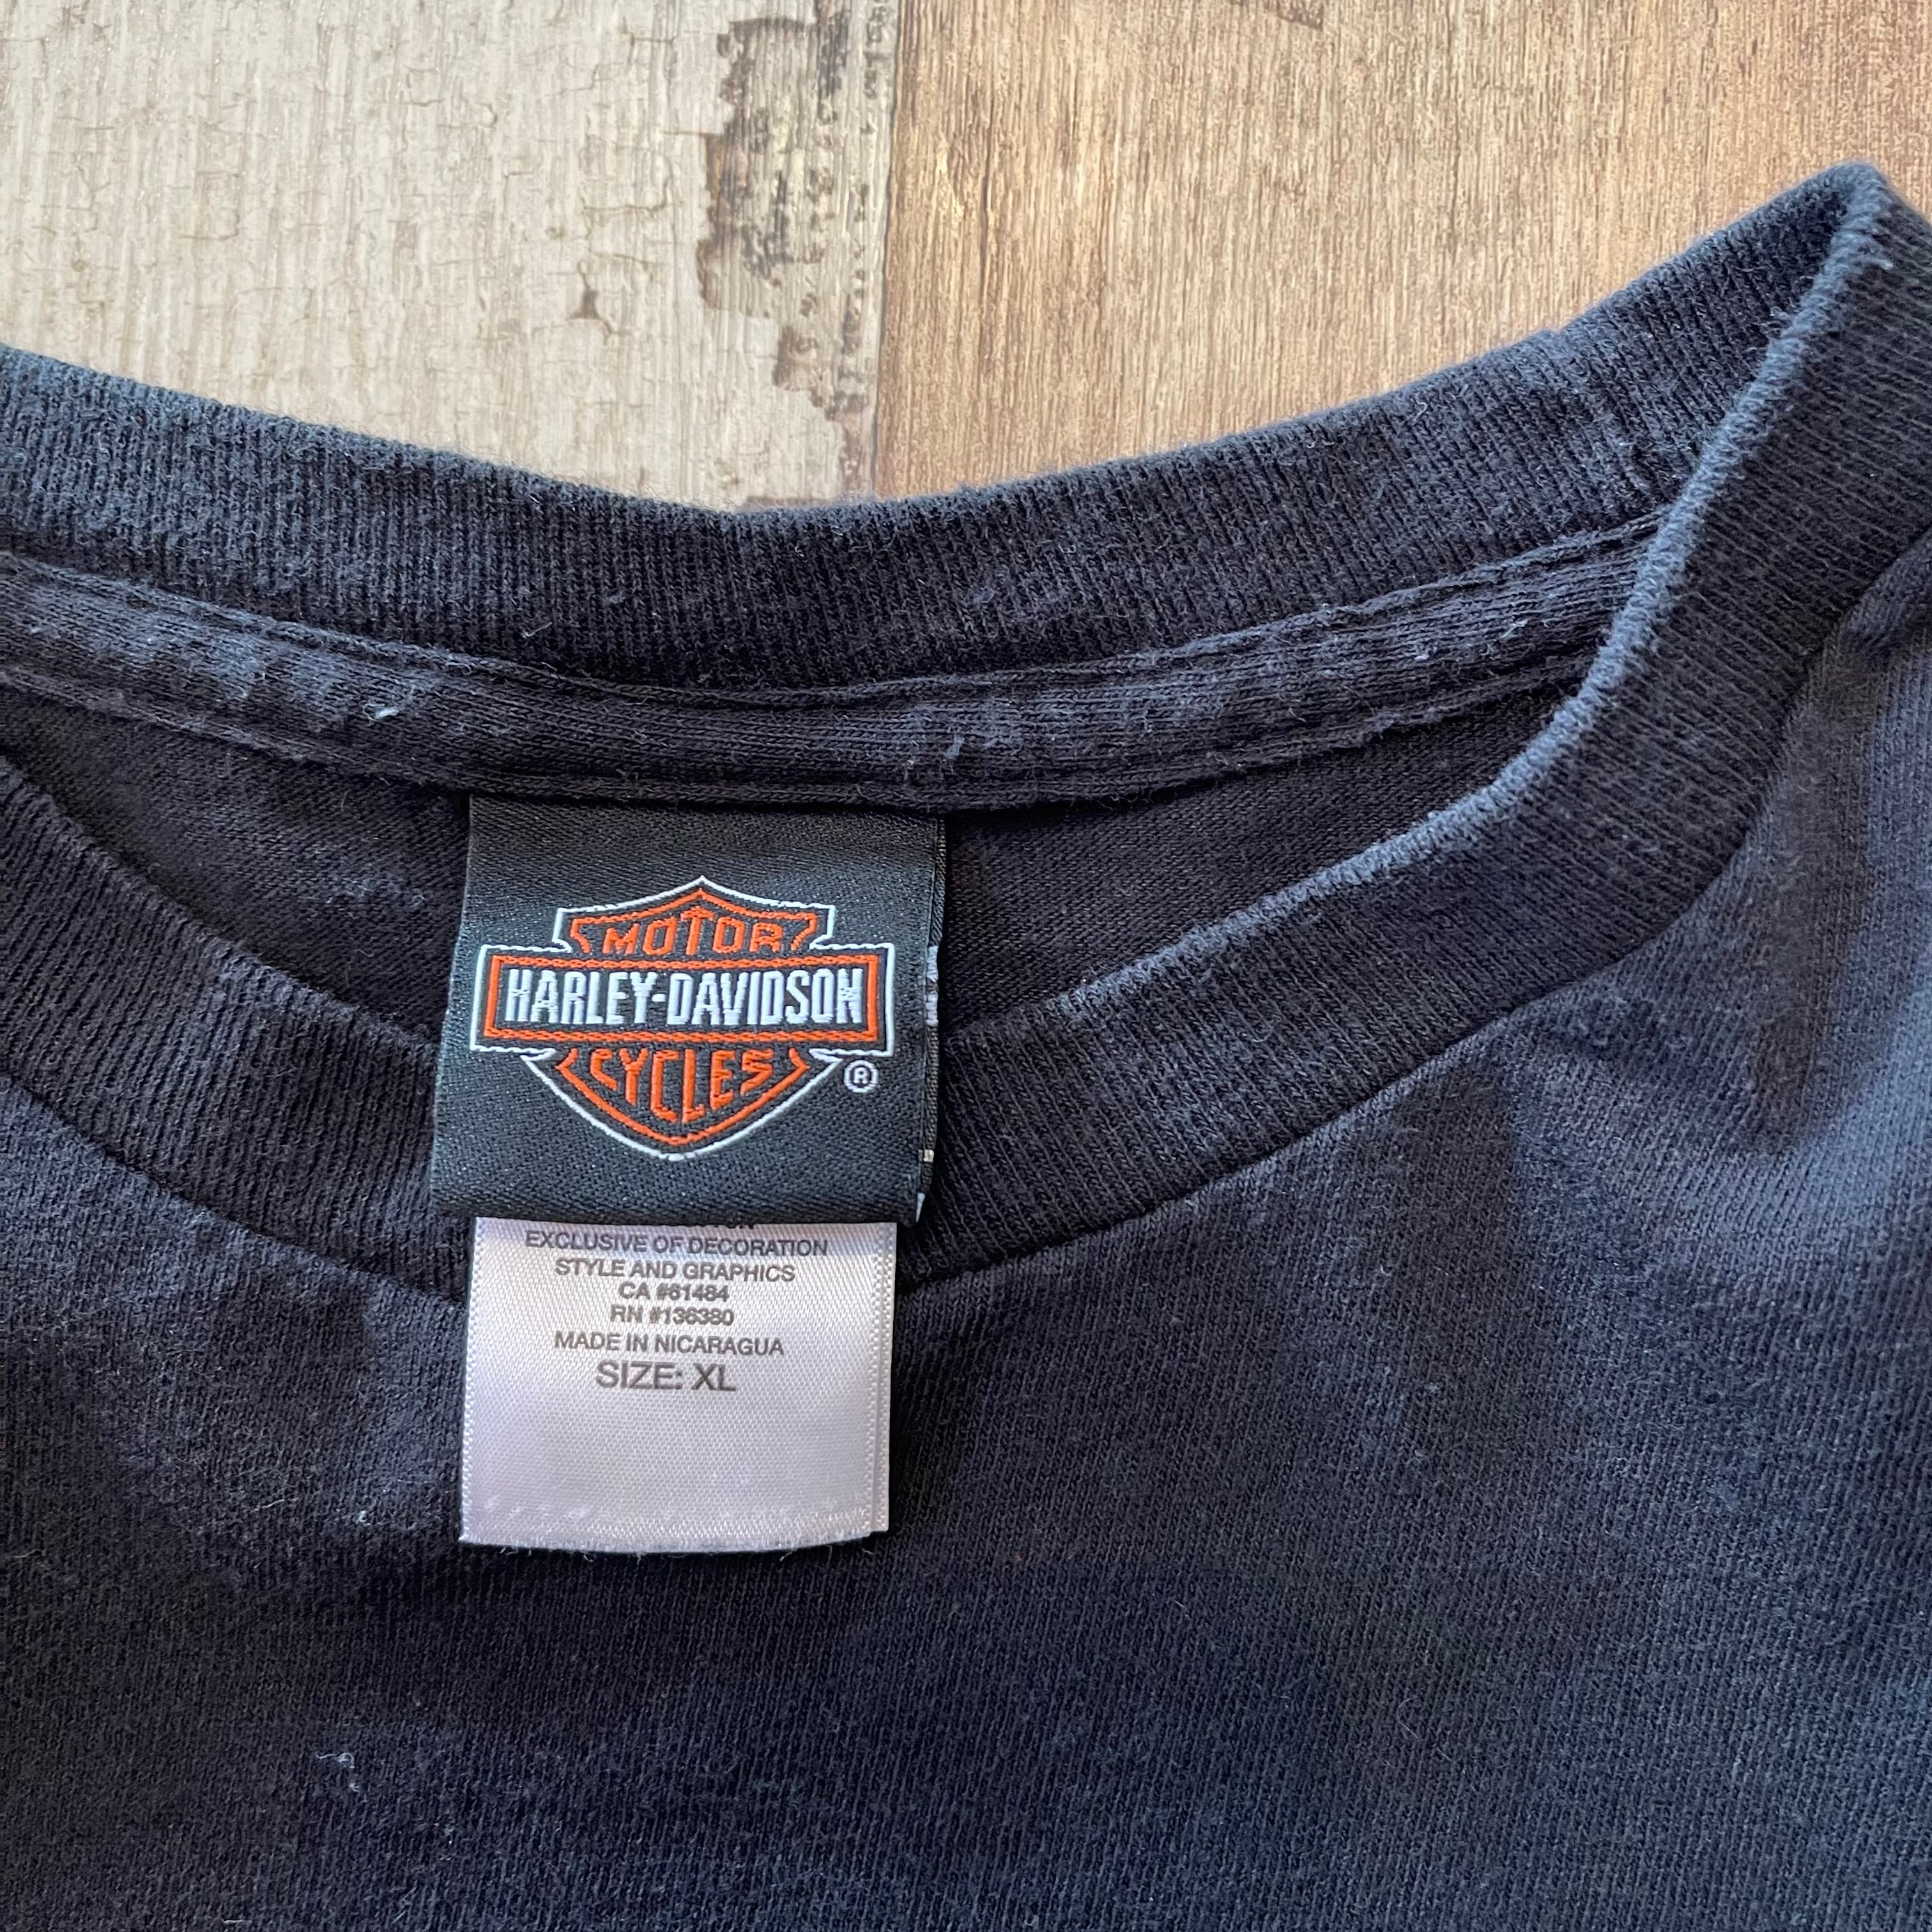 MOTOR
HARLEY-DAVIDSON
CYCLES
®
EXCLUSIVE OF DECORATION
STYLE AND GRAPHICS
CA #61484
RN #136380
MADE IN NICARAGUA
SIZE: XL